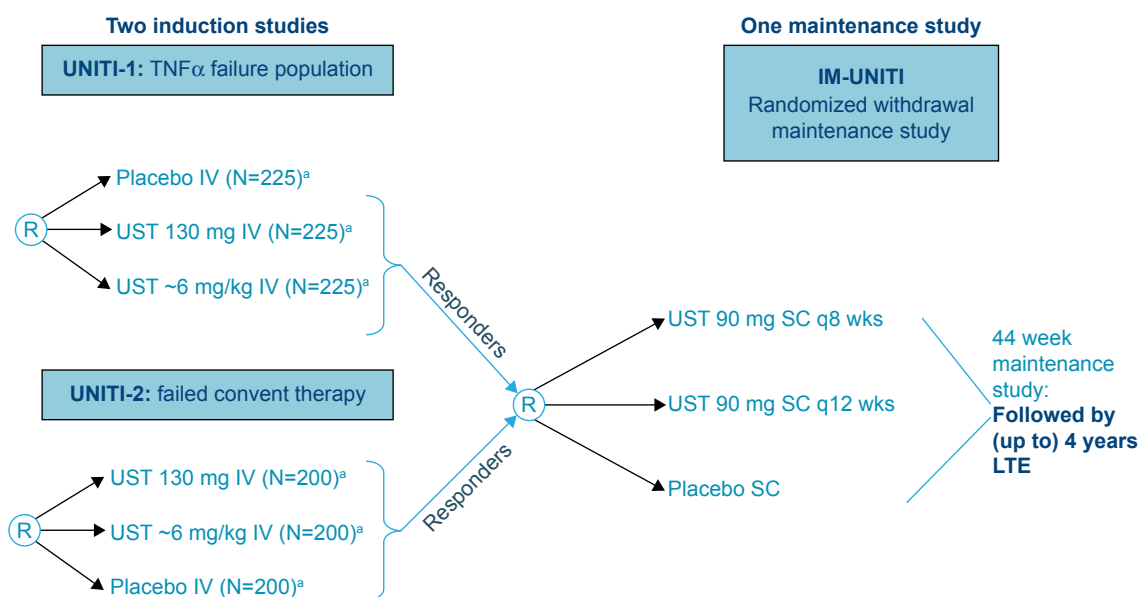 Two induction studies
UNITI-1: TNFα failure population
Placebo IV (N=225)ᵃ
R
UST 130 mg IV (N=225)ᵃ
UST ~6 mg/kg IV (N=225)ᵃ
Responders
UNITI-2: failed convent therapy
UST 130 mg IV (N=200)ᵃ
R
UST ~6 mg/kg IV (N=200)ᵃ
Placebo IV (N=200)ᵃ
Responders
One maintenance study
IM-UNITI
Randomized withdrawal
maintenance study
R
UST 90 mg SC q8 wks
UST 90 mg SC q12 wks
Placebo SC
44 week
maintenance
study:
Followed by
(up to) 4 years
LTE